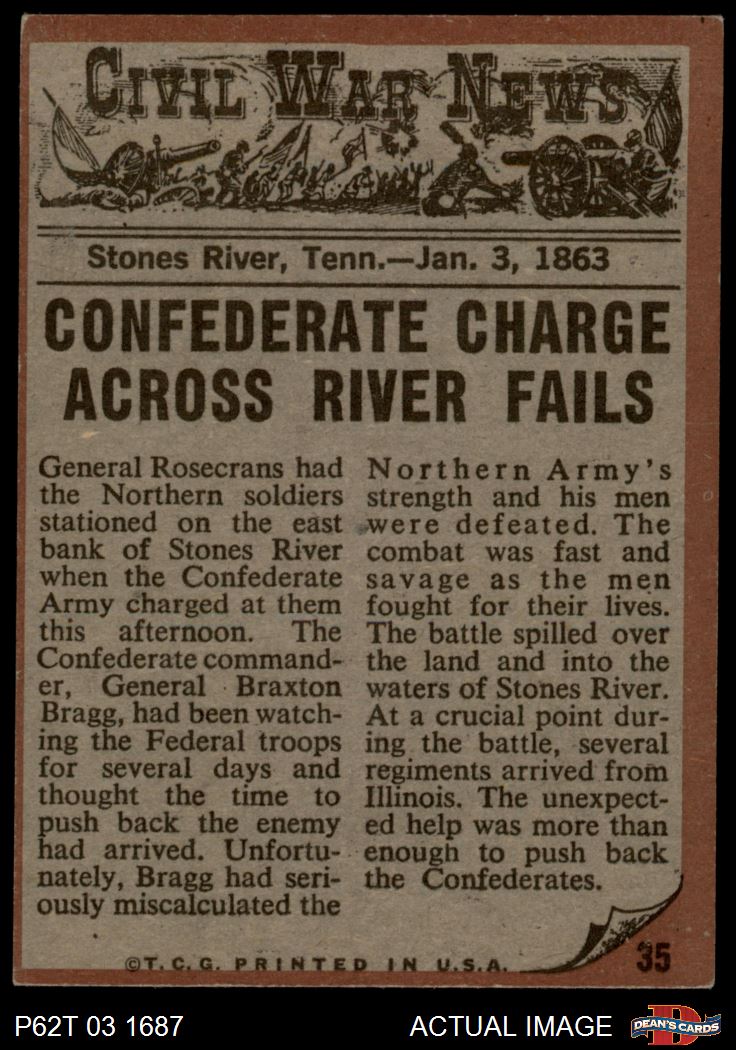 CIVIL WAR NEWS
Stones River, Tenn.—Jan. 3, 1863
CONFEDERATE CHARGE
ACROSS RIVER FAILS
General Rosecrans had
the Northern soldiers
stationed on the east
bank of Stones River
when the Confederate
Army charged at them
this afternoon. The
Confederate command-
er, General Braxton
Bragg, had been watch-
ing the Federal troops
for several days and
thought the time to
push back the enemy
had arrived. Unfortu-
nately, Bragg had seri-
ously miscalculated the
Northern Army's
strength and his men
were defeated. The
combat was fast and
savage as the men
fought for their lives.
The battle spilled over
the land and into the
waters of Stones River.
At a crucial point dur-
ing the battle, several
regiments arrived from
Illinois. The unexpect-
ed help was more than
enough to push back
the Confederates.
©T. C. G. PRINTED IN U.S.A.
35
P62T 03 1687
ACTUAL IMAGE
D
DEAN'S CARDS